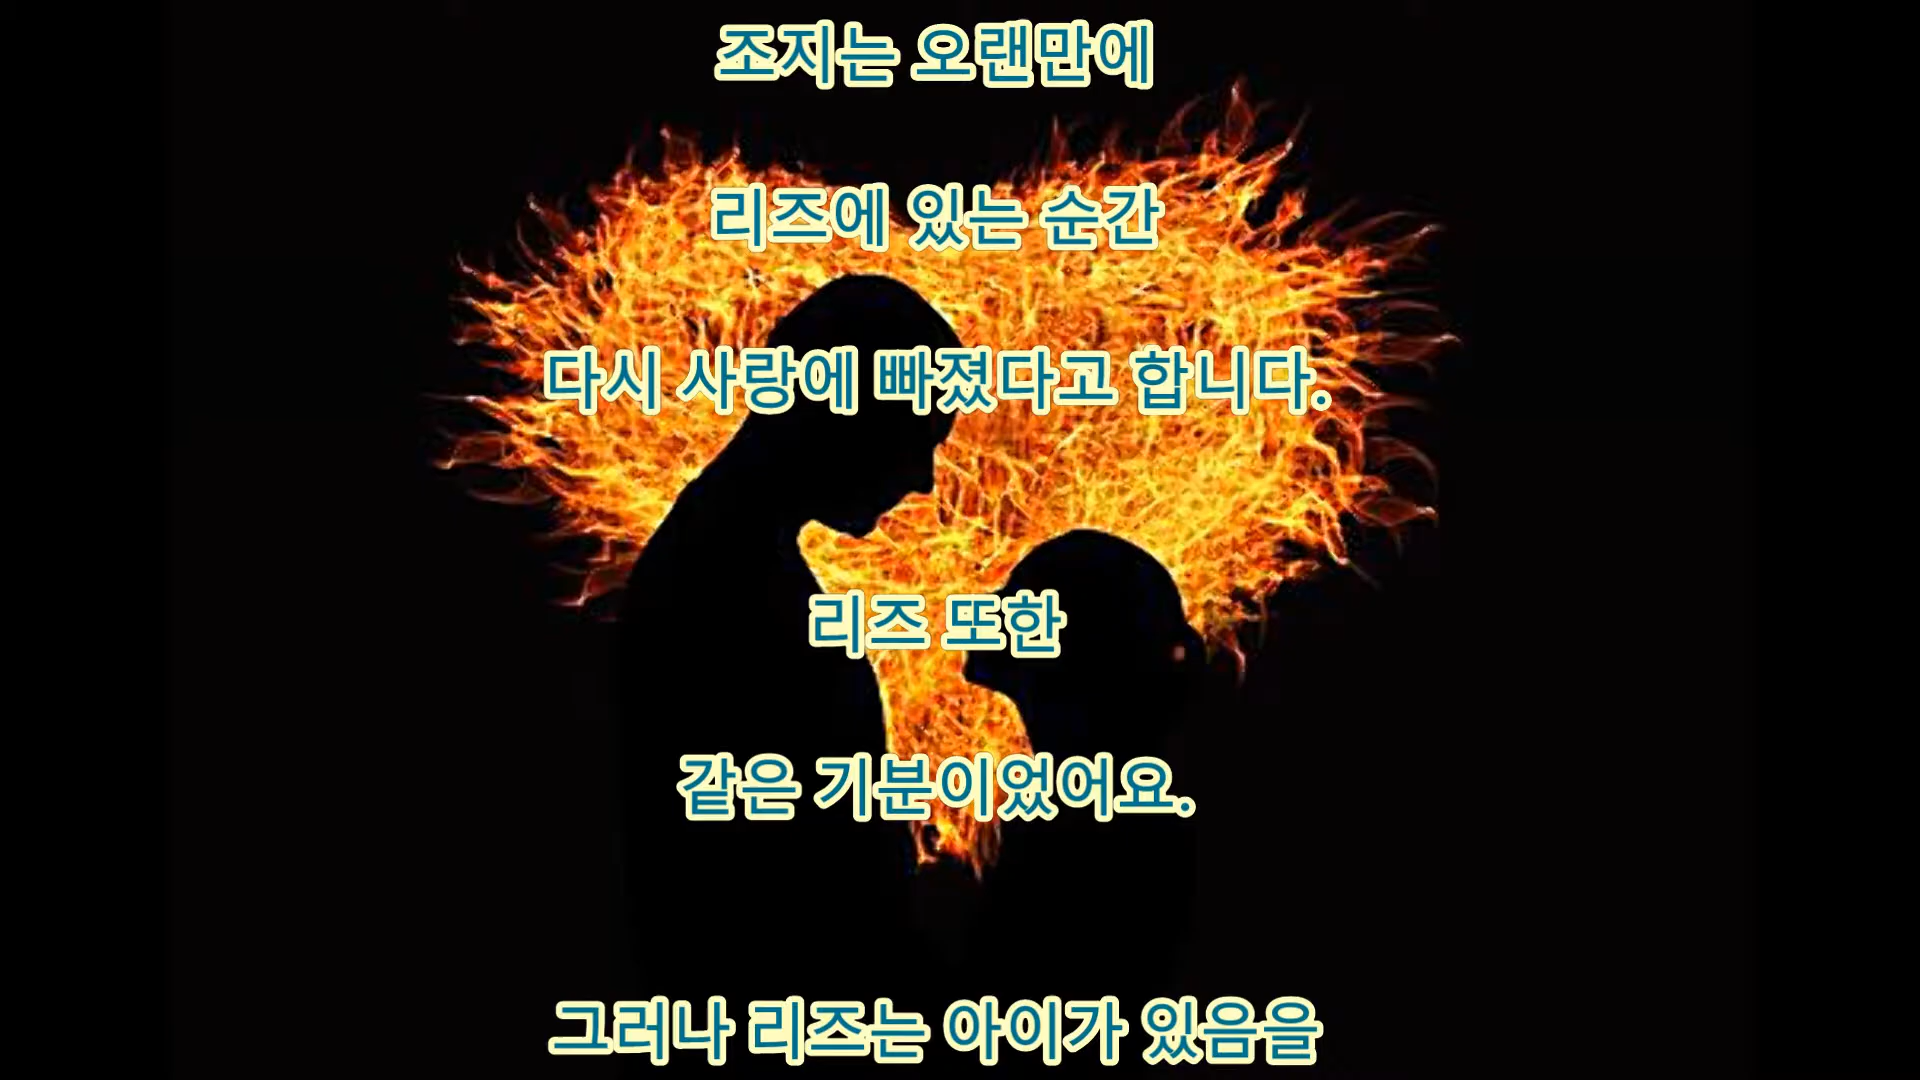 조지는 오랜만에
리즈에 있는 순간
다시 사랑에 빠졌다고 합니다.
리즈 또한
같은 기분이었어요.
그러나 리즈는 아이가 있음을